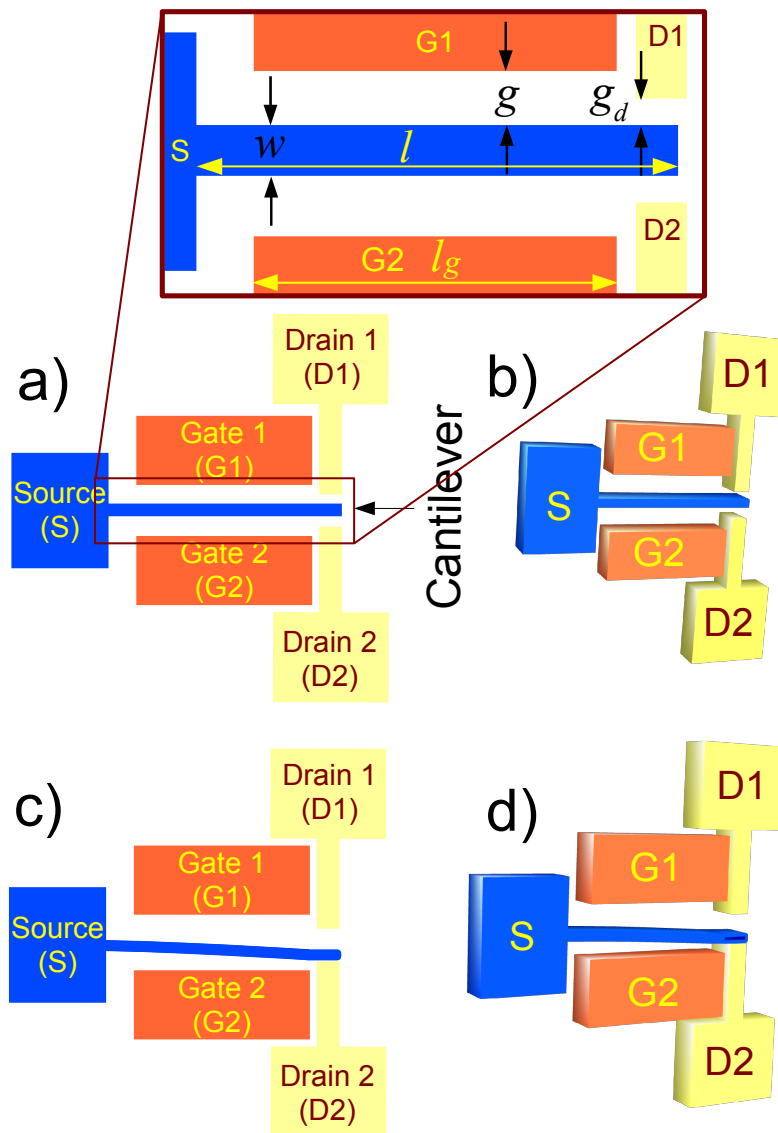 G1
D1
g
g_d
S
w
l
D2
G2
l_g
a)
Drain 1
(D1)
Gate 1
(G1)
Source
(S)
Gate 2
(G2)
Drain 2
(D2)
Cantilever
b)
D1
G1
S
G2
D2
c)
Drain 1
(D1)
Gate 1
(G1)
Source
(S)
Gate 2
(G2)
Drain 2
(D2)
d)
D1
G1
S
G2
D2